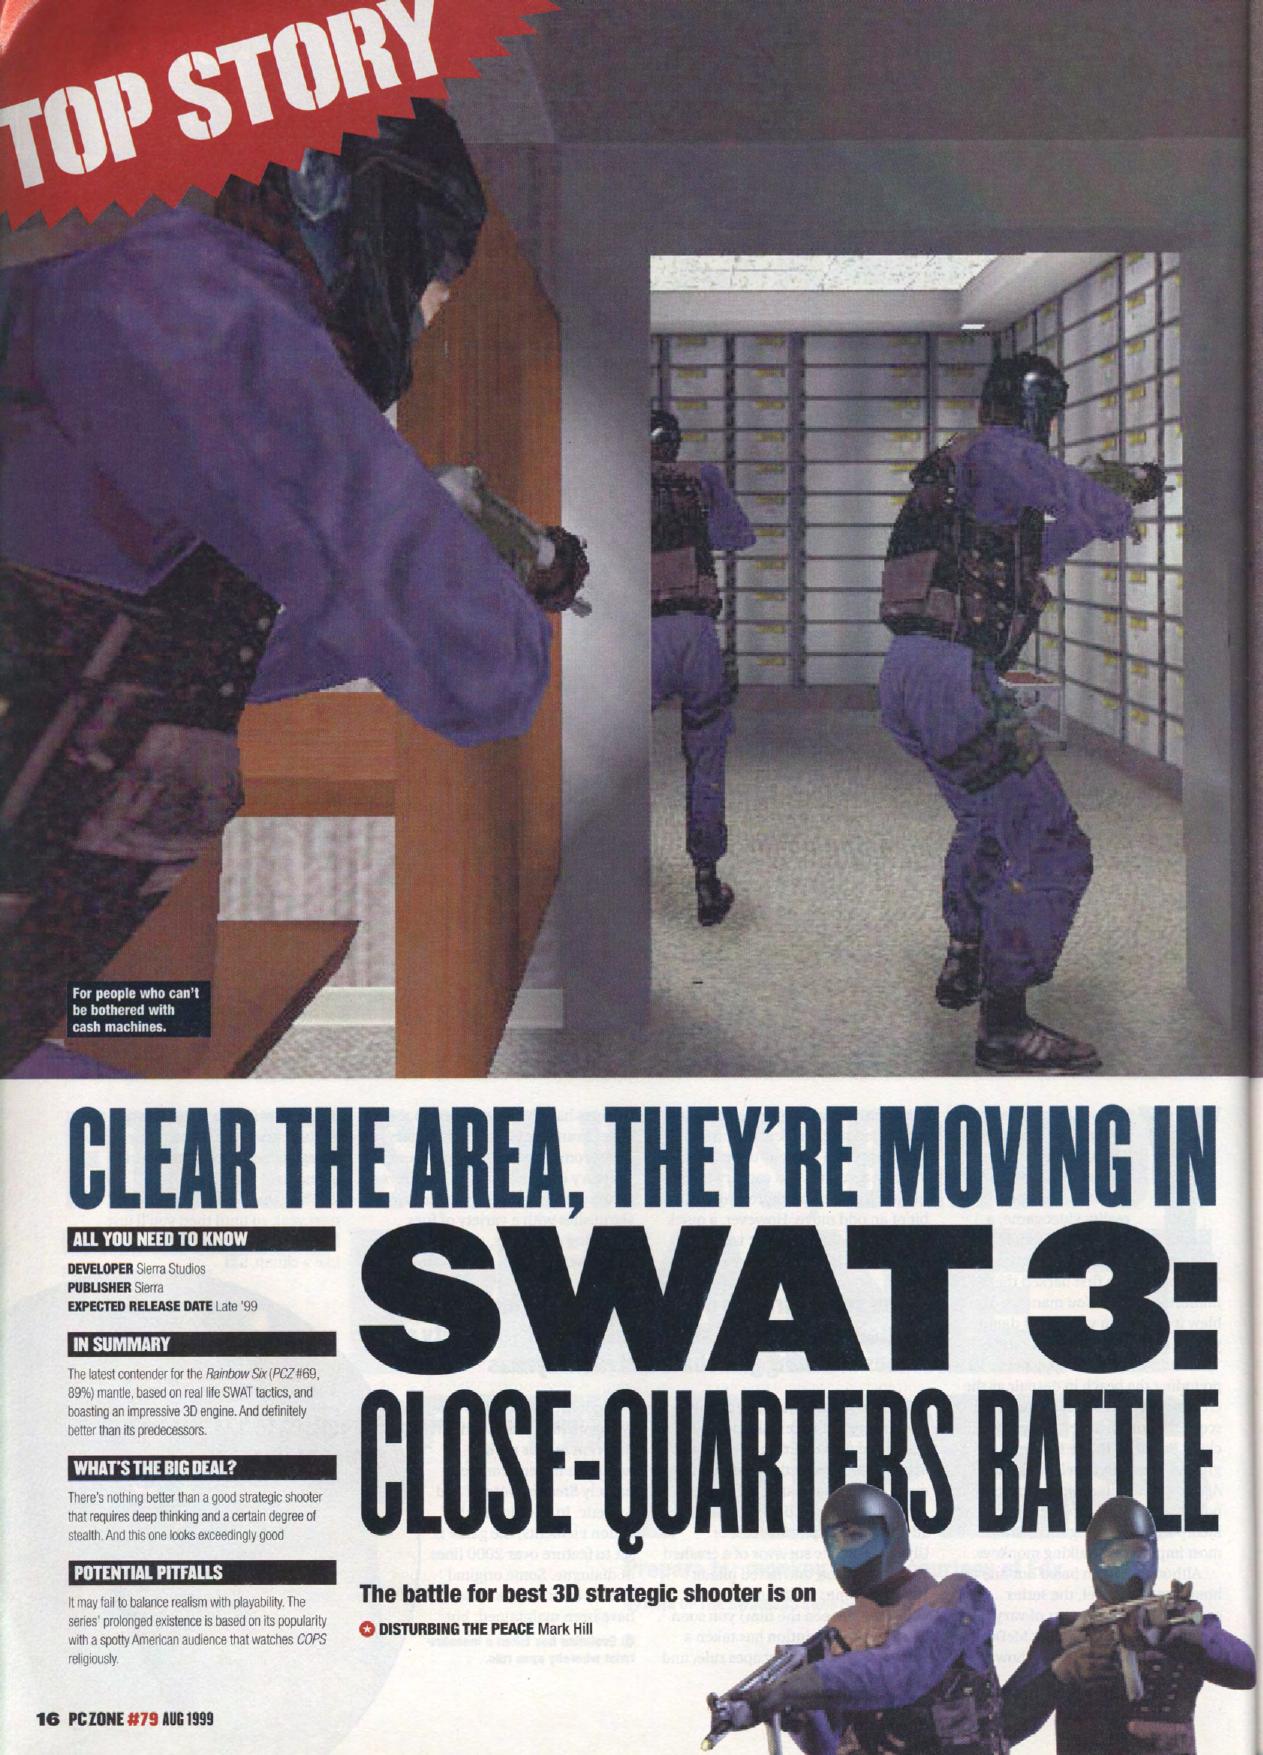 TOP STORY
For people who can't
be bothered with
cash machines.
CLEAR THE AREA, THEY'RE MOVING IN
SWAT 3:
CLOSE-QUARTERS BATTLE
ALL YOU NEED TO KNOW
DEVELOPER Sierra Studios
PUBLISHER Sierra
EXPECTED RELEASE DATE Late '99
IN SUMMARY
The latest contender for the Rainbow Six (PCZ #69,
89%) mantle, based on real life SWAT tactics, and
boasting an impressive 3D engine. And definitely
better than its predecessors.
WHAT'S THE BIG DEAL?
There's nothing better than a good strategic shooter
that requires deep thinking and a certain degree of
stealth. And this one looks exceedingly good
POTENTIAL PITFALLS
It may fail to balance realism with playability. The
series' prolonged existence is based on its popularity
with a spotty American audience that watches COPS
religiously.
The battle for best 3D strategic shooter is on
DISTURBING THE PEACE Mark Hill
16 PC ZONE #79 AUG 1999